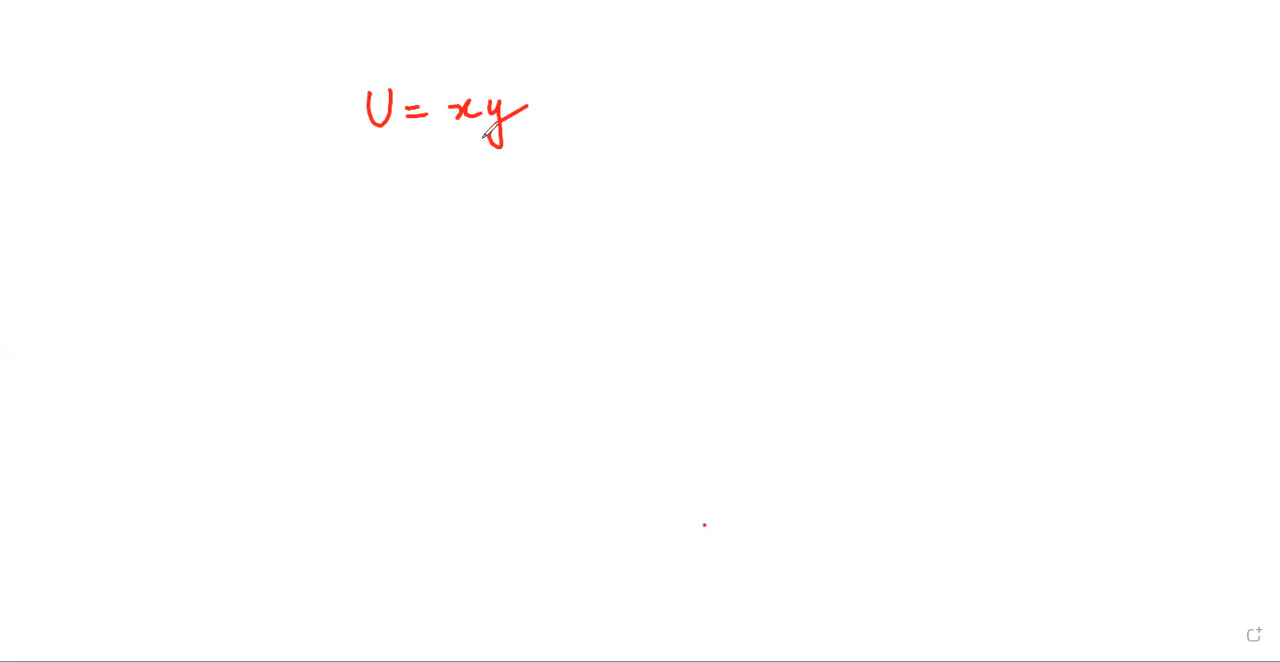 U = xy